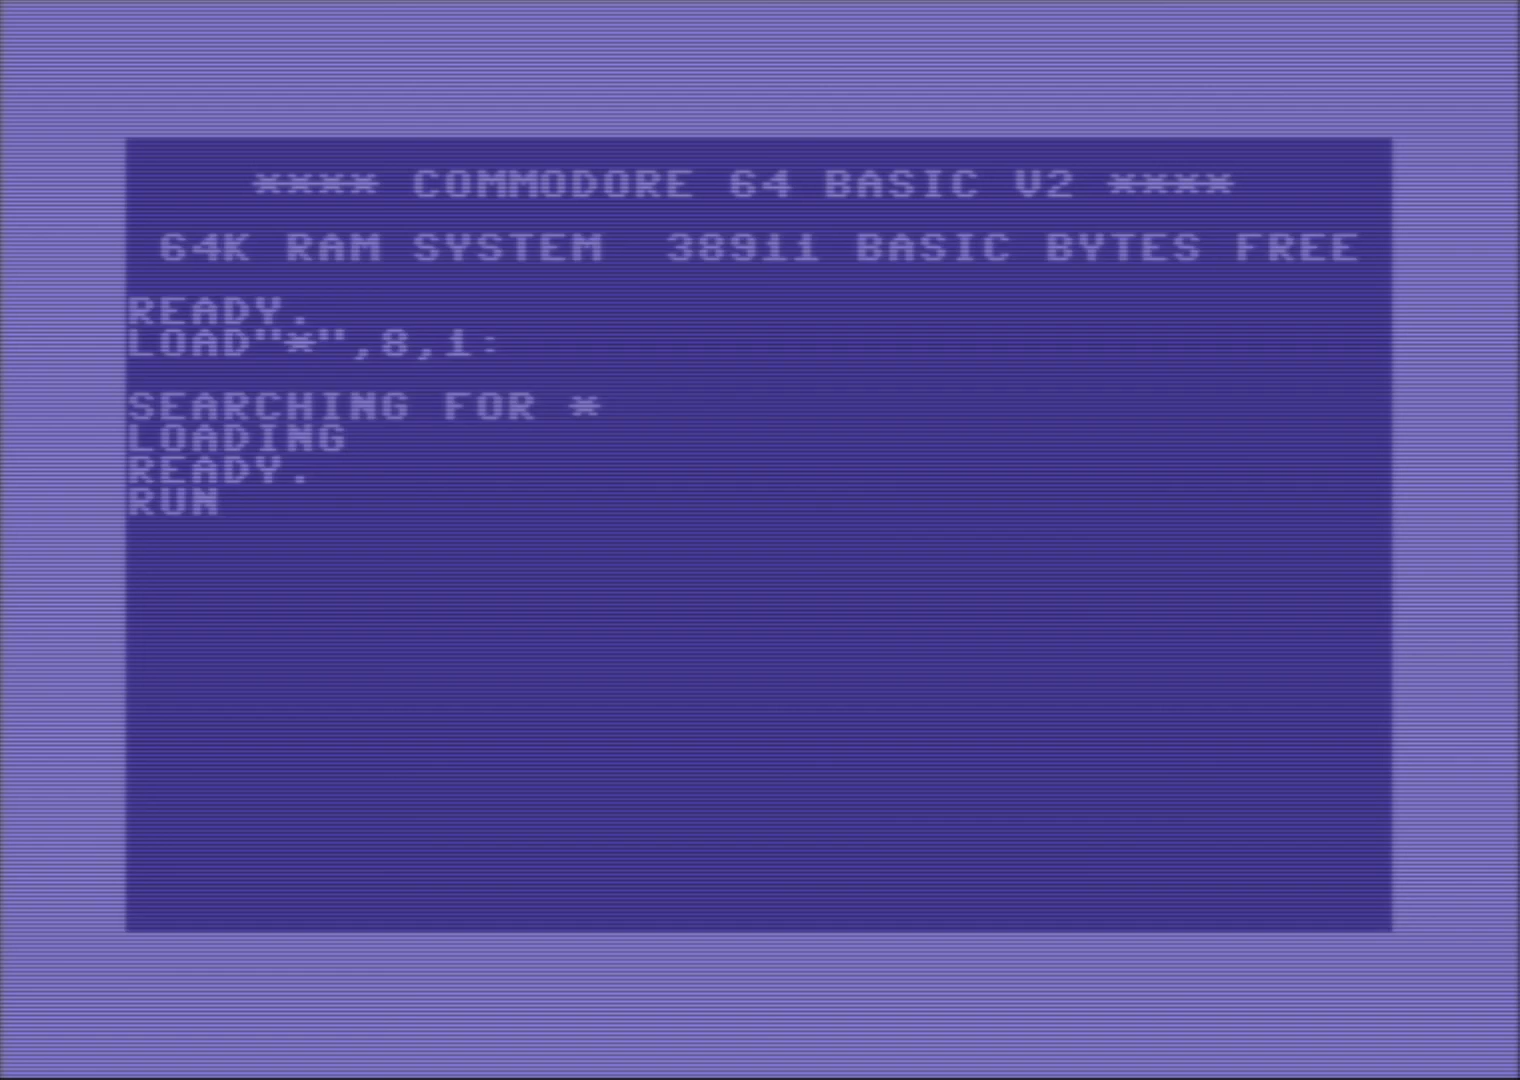 **** COMMODORE 64 BASIC V2 ****
64K RAM SYSTEM  38911 BASIC BYTES FREE
READY.
LOAD"*",8,1:
SEARCHING FOR *
LOADING
READY.
RUN